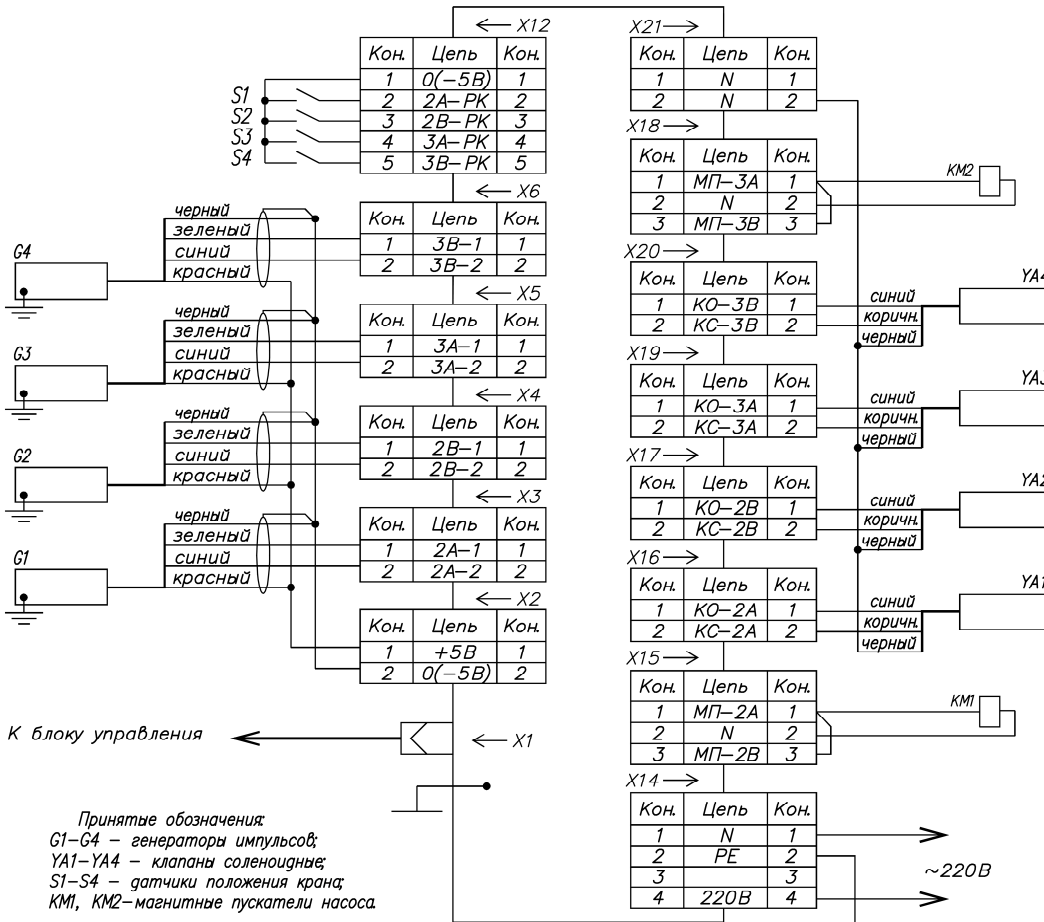 X12
Кон. Цепь Кон.
1 0(-5В) 1
2 2А-РК 2
3 2В-РК 3
4 3А-РК 4
5 3В-РК 5
S1
S2
S3
S4
X6
Кон. Цепь Кон.
1 3В-1 1
2 3В-2 2
черный
зеленый
синий
красный
G4
X5
Кон. Цепь Кон.
1 3А-1 1
2 3А-2 2
черный
зеленый
синий
красный
G3
X4
Кон. Цепь Кон.
1 2В-1 1
2 2В-2 2
черный
зеленый
синий
красный
G2
X3
Кон. Цепь Кон.
1 2А-1 1
2 2А-2 2
черный
зеленый
синий
красный
G1
X2
Кон. Цепь Кон.
1 +5В 1
2 0(-5В) 2
К блоку управления
X1
Принятые обозначения:
G1-G4 - генераторы импульсов;
YA1-YA4 - клапаны соленоидные;
S1-S4 - датчики положения крана;
КМ1, КМ2-магнитные пускатели насоса.
X21
Кон. Цепь Кон.
1 N 1
2 N 2
X18
Кон. Цепь Кон.
1 МП-3А 1
2 N 2
3 МП-3В 3
КМ2
X20
Кон. Цепь Кон.
1 КО-3В 1
2 КС-3В 2
синий
коричн.
черный
YA4
X19
Кон. Цепь Кон.
1 КО-3А 1
2 КС-3А 2
синий
коричн.
черный
YA3
X17
Кон. Цепь Кон.
1 КО-2В 1
2 КС-2В 2
синий
коричн.
черный
YA2
X16
Кон. Цепь Кон.
1 КО-2А 1
2 КС-2А 2
синий
коричн.
черный
YA1
X15
Кон. Цепь Кон.
1 МП-2А 1
2 N 2
3 МП-2В 3
КМ1
X14
Кон. Цепь Кон.
1 N 1
2 РЕ 2
3 3
4 220В 4
~220В